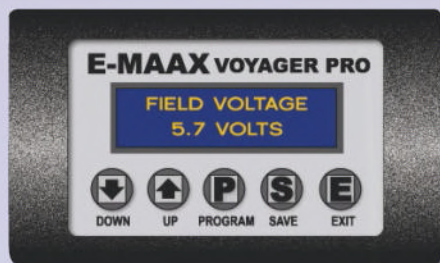 E-MAAX VOYAGER PRO
FIELD VOLTAGE
5.7 VOLTS
P S E
DOWN UP PROGRAM SAVE EXIT